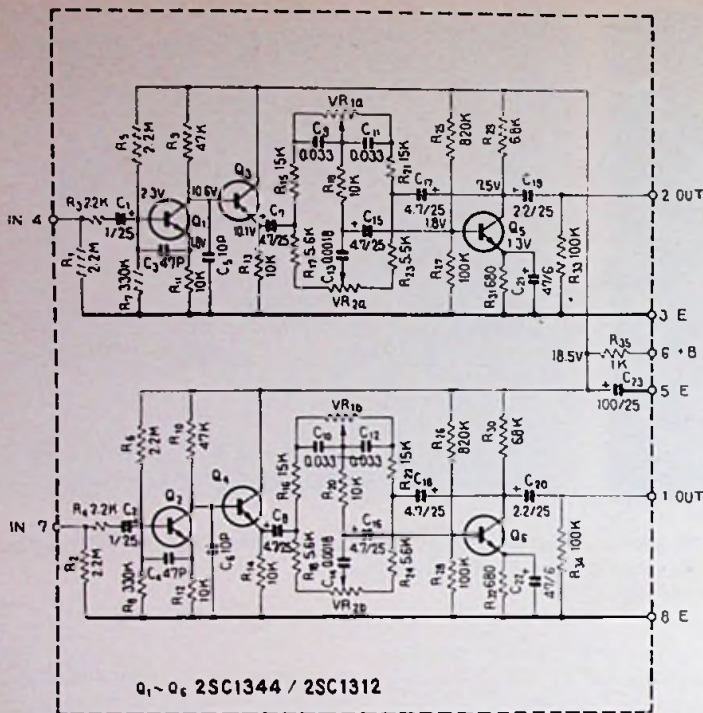 VR1a
R5 2.2M
R9 47K
C9 0.033
C11 0.033
R25 820K
R29 6.8K
R15 15K
R19 10K
R21 15K
C17 4.7/25
IN 4
R3 2.2K
C1 1/25
2.3V
Q1
10.6V
Q3
10.1V
C7 4.7/25
C15 4.7/25
1.8V
7.5V
C19 2.2/25
2 OUT
Q5
1.3V
R1 2.2M
R7 330K
C3 47P
R11 10K
C5 10P
R13 10K
R17 5.6K
C13 0.0018
R23 5.5K
R27 100K
R31 680
C21 47/6
R33 100K
VR2a
3 E
18.5V
R35 1K
6 +B
C23 100/25
5 E
VR1b
R6 2.2M
R10 47K
C10 0.033
C12 0.033
R26 820K
R30 6.8K
R16 15K
R20 10K
R22 15K
C18 4.7/25
IN 7
R4 2.2K
C2 1/25
Q2
Q4
C8 4.7/25
C16 4.7/25
C20 2.2/25
1 OUT
Q6
R2 2.2M
R8 330K
C4 47P
R12 10K
C6 10P
R14 10K
R18 5.6K
C14 0.0018
R24 5.6K
R28 100K
R32 680
C22 47/6
R34 100K
VR2b
8 E
Q1~Q6 2SC1344 / 2SC1312